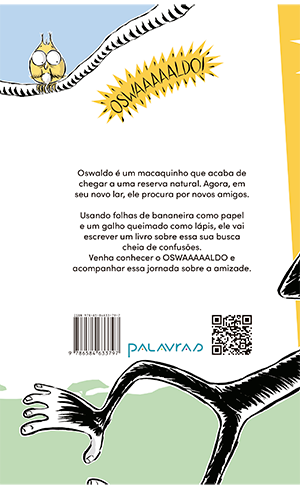 OSWAAAAALDO!
Oswaldo é um macaquinho que acaba de
chegar a uma reserva natural. Agora, em
seu novo lar, ele procura por novos amigos.
Usando folhas de bananeira como papel
e um galho queimado como lápis, ele vai
escrever um livro sobre essa sua busca
cheia de confusões.
Venha conhecer o OSWAAAAALDO e
acompanhar essa jornada sobre a amizade.
9 786584 633797
PALAVRAS